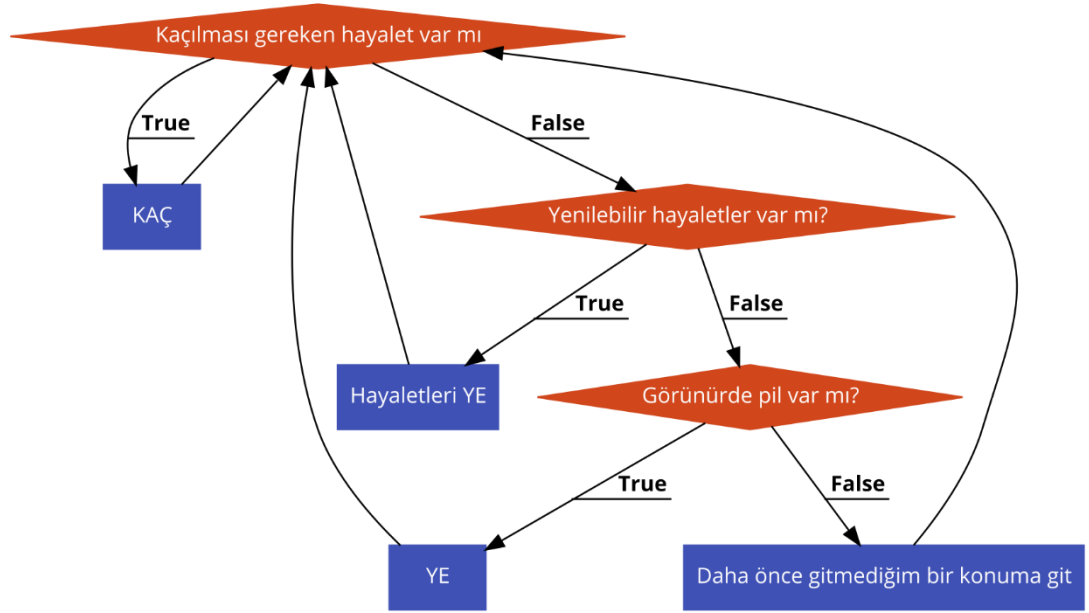 Kaçılması gereken hayalet var mı
True
False
KAÇ
Yenilebilir hayaletler var mı?
True
False
Hayaletleri YE
Görünürde pil var mı?
True
False
YE
Daha önce gitmediğim bir konuma git